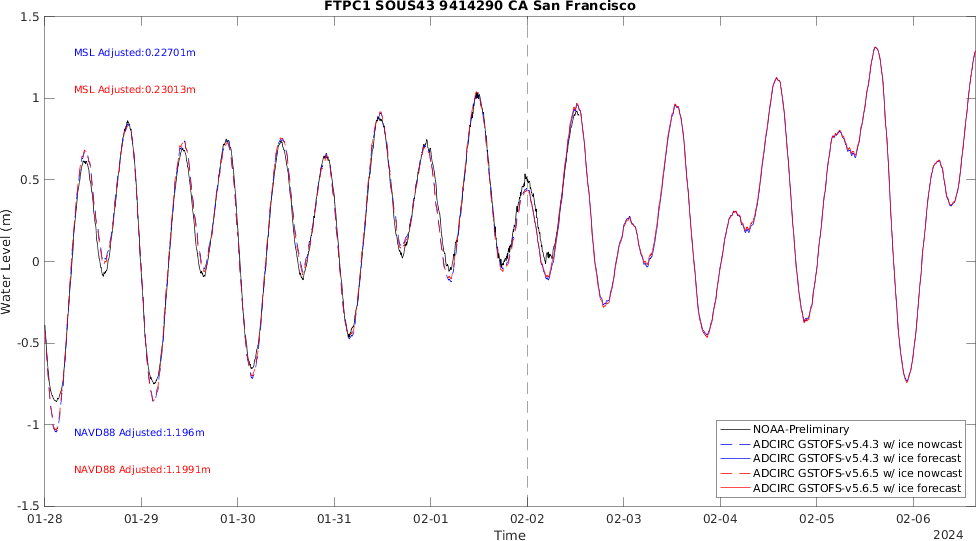 FTPC1 SOUS43 9414290 CA San Francisco
1.5
MSL Adjusted:0.22701m
MSL Adjusted:0.23013m
1
0.5
Water Level (m)
0
-0.5
-1
NAVD88 Adjusted:1.196m
NAVD88 Adjusted:1.1991m
NOAA-Preliminary
ADCIRC GSTOFS-v5.4.3 w/ ice nowcast
ADCIRC GSTOFS-v5.4.3 w/ ice forecast
ADCIRC GSTOFS-v5.6.5 w/ ice nowcast
ADCIRC GSTOFS-v5.6.5 w/ ice forecast
-1.5
01-28 01-29 01-30 01-31 02-01 02-02 02-03 02-04 02-05 02-06
Time
2024